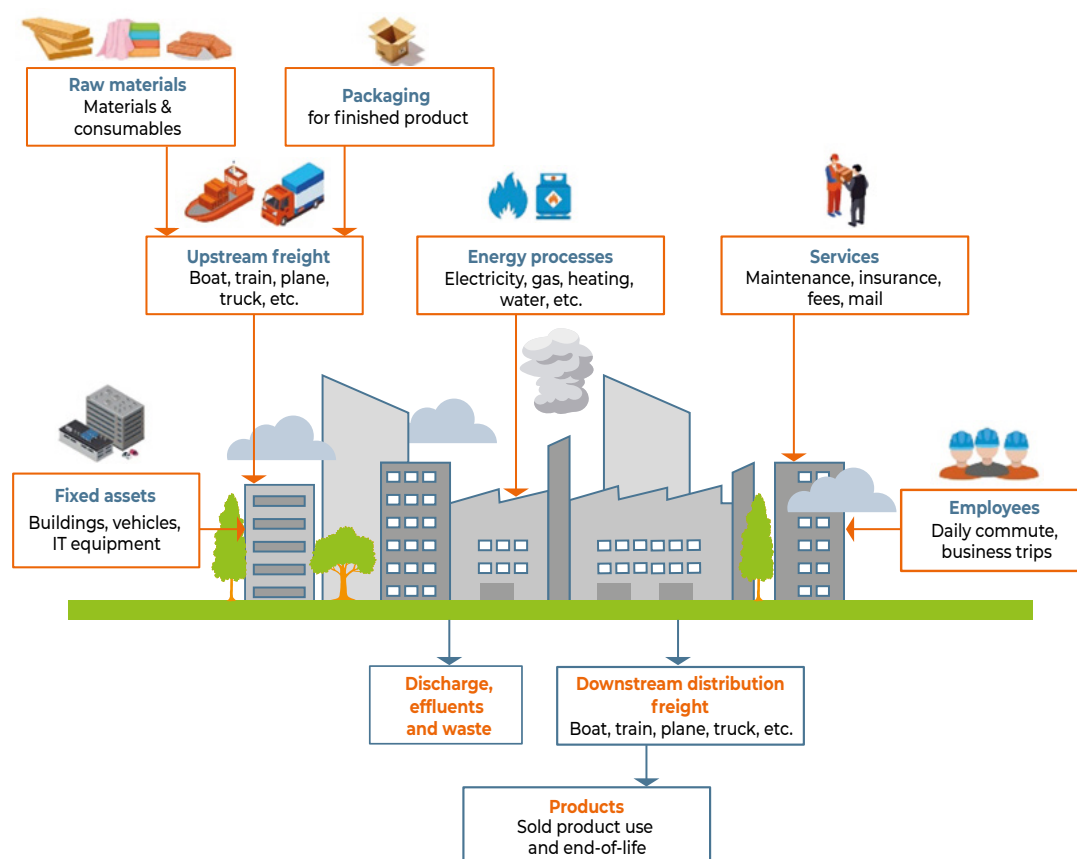 Raw materials
Materials &
consumables
Packaging
for finished product
Upstream freight
Boat, train, plane,
truck, etc.
Energy processes
Electricity, gas, heating,
water, etc.
Services
Maintenance, insurance,
fees, mail
Fixed assets
Buildings, vehicles,
IT equipment
Employees
Daily commute,
business trips
Discharge,
effluents
and waste
Downstream distribution
freight
Boat, train, plane, truck, etc.
Products
Sold product use
and end-of-life